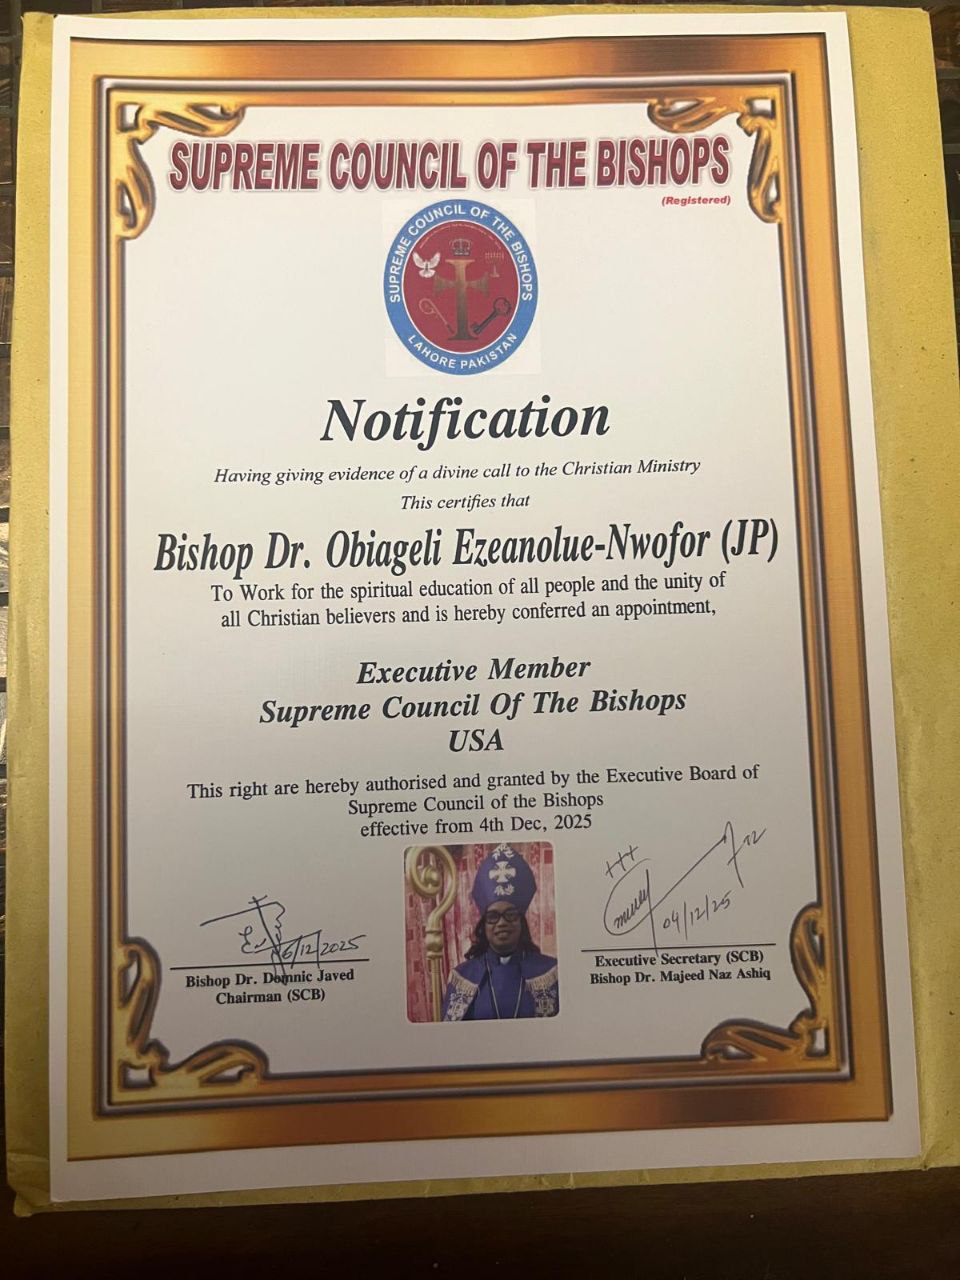 SUPREME COUNCIL OF THE BISHOPS
(Registered)
SUPREME COUNCIL OF THE BISHOPS
LAHORE PAKISTAN
Notification
Having giving evidence of a divine call to the Christian Ministry
This certifies that
Bishop Dr. Obiageli Ezeanolue-Nwofor (JP)
To Work for the spiritual education of all people and the unity of
all Christian believers and is hereby conferred an appointment,
Executive Member
Supreme Council Of The Bishops
USA
This right are hereby authorised and granted by the Executive Board of
Supreme Council of the Bishops
effective from 4th Dec, 2025
/12/2025
Bishop Dr. Domnic Javed
Chairman (SCB)
04/12/25
Executive Secretary (SCB)
Bishop Dr. Majeed Naz Ashiq